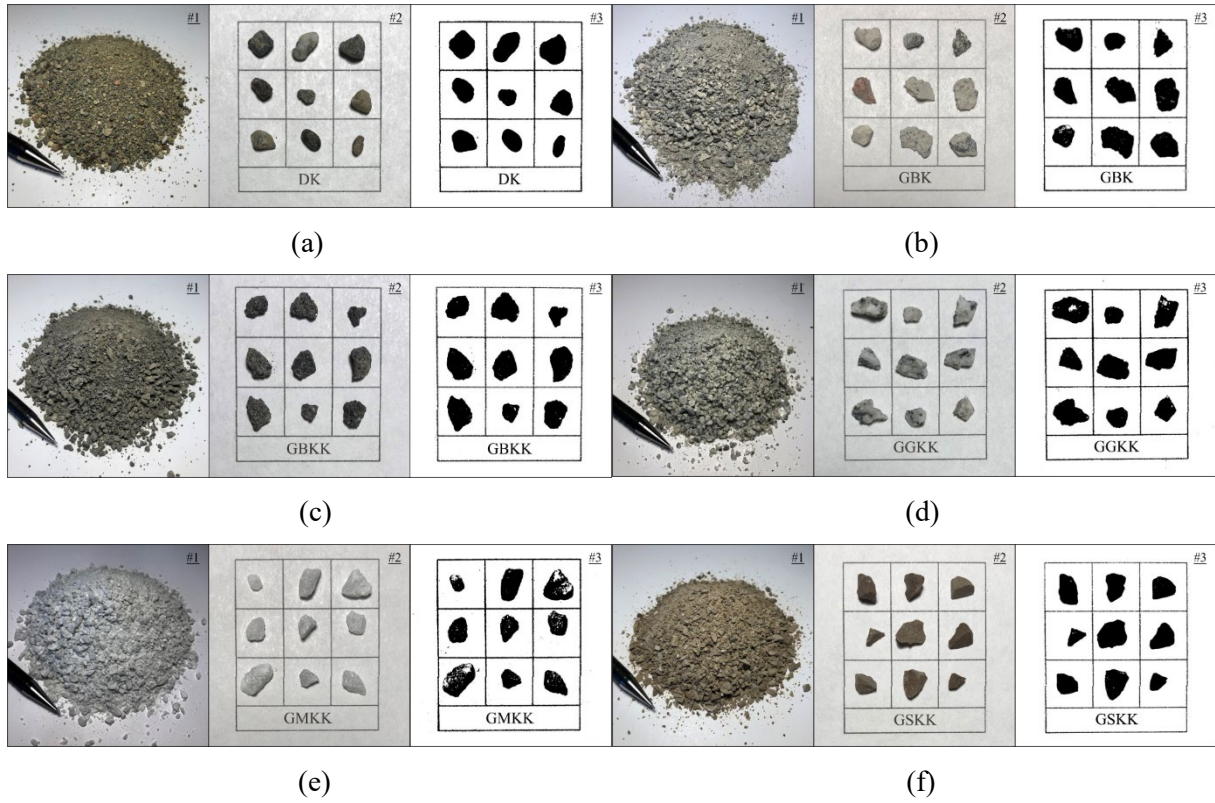 #1 #2 #3 #1 #2 #3
DK DK GBK GBK
(a) (b)
#1 #2 #3 #1 #2 #3
GBKK GBKK GGKK GGKK
(c) (d)
#1 #2 #3 #1 #2 #3
GMKK GMKK GSKK GSKK
(e) (f)